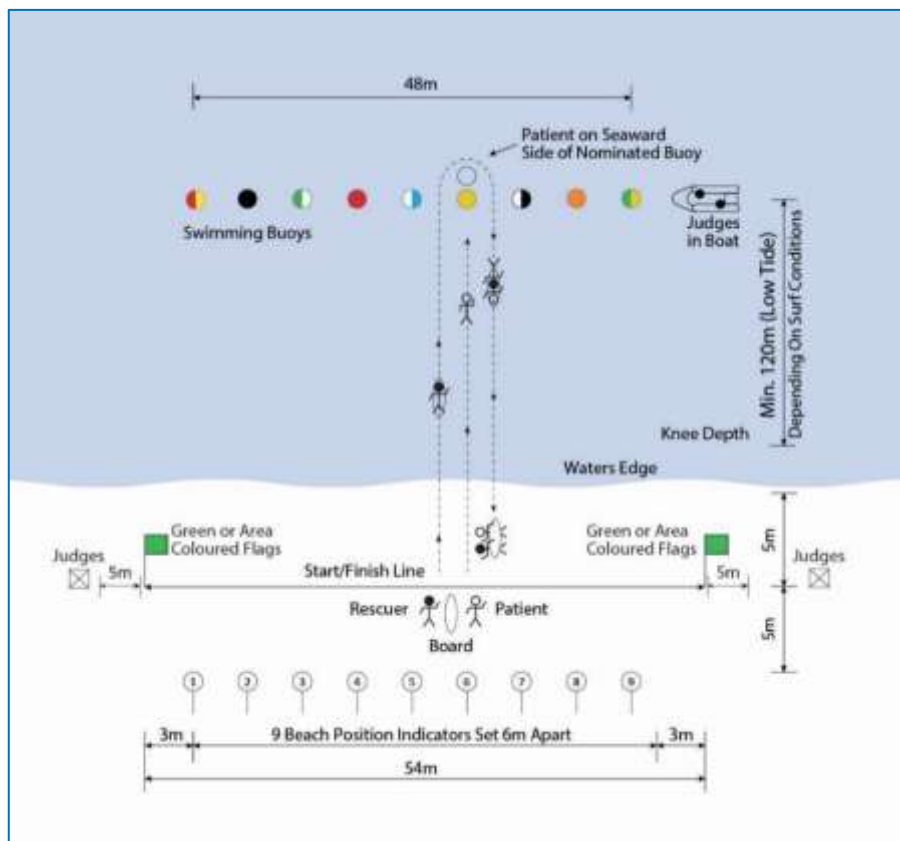 48m
Patient on Seaward
Side of Nominated Buoy
Swimming Buoys
Judges
in Boat
Min. 120m (Low Tide)
Depending On Surf Conditions
Knee Depth
Waters Edge
Green or Area
Coloured Flags
Green or Area
Coloured Flags
Judges
Judges
5m
5m
5m
Start/Finish Line
Rescuer
Patient
5m
Board
1 2 3 4 5 6 7 8 9
3m
9 Beach Position Indicators Set 6m Apart
3m
54m